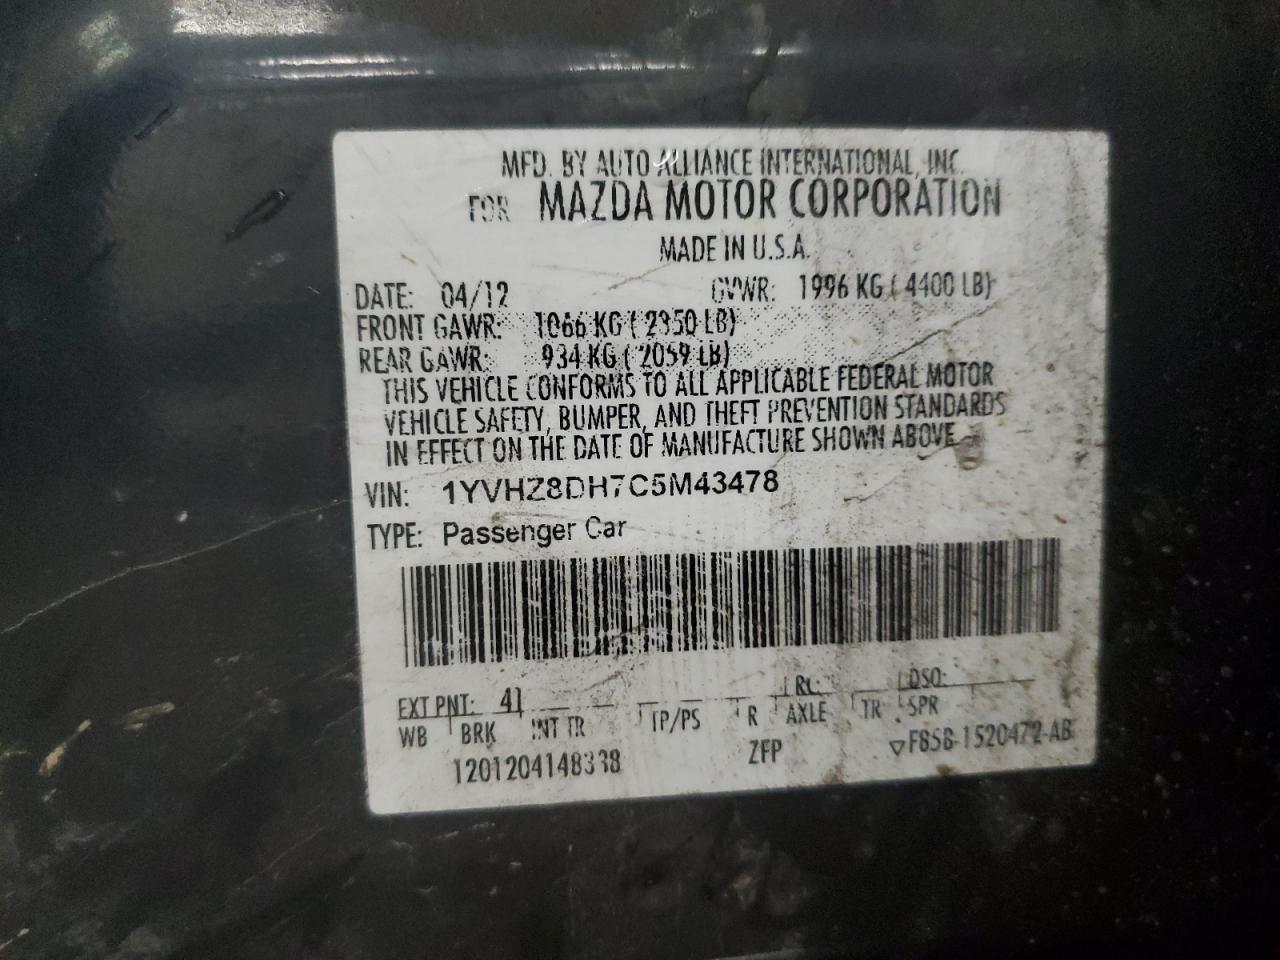 MFD. BY AUTO ALLIANCE INTERNATIONAL, INC.
FOR MAZDA MOTOR CORPORATION
MADE IN U.S.A.
DATE: 04/12 GVWR: 1996 KG ( 4400 LB)
FRONT GAWR: 1066 KG ( 2350 LB)
REAR GAWR: 934 KG ( 2059 LB)
THIS VEHICLE CONFORMS TO ALL APPLICABLE FEDERAL MOTOR
VEHICLE SAFETY, BUMPER, AND THEFT PREVENTION STANDARDS
IN EFFECT ON THE DATE OF MANUFACTURE SHOWN ABOVE.
VIN: 1YVHZ8DH7C5M43478
TYPE: Passenger Car
EXT PNT: 41 RC: DSO:
WB BRK INT TR TP/PS R AXLE TR SPR
1201204148338 ZFP ▽F85B-1520472-AB